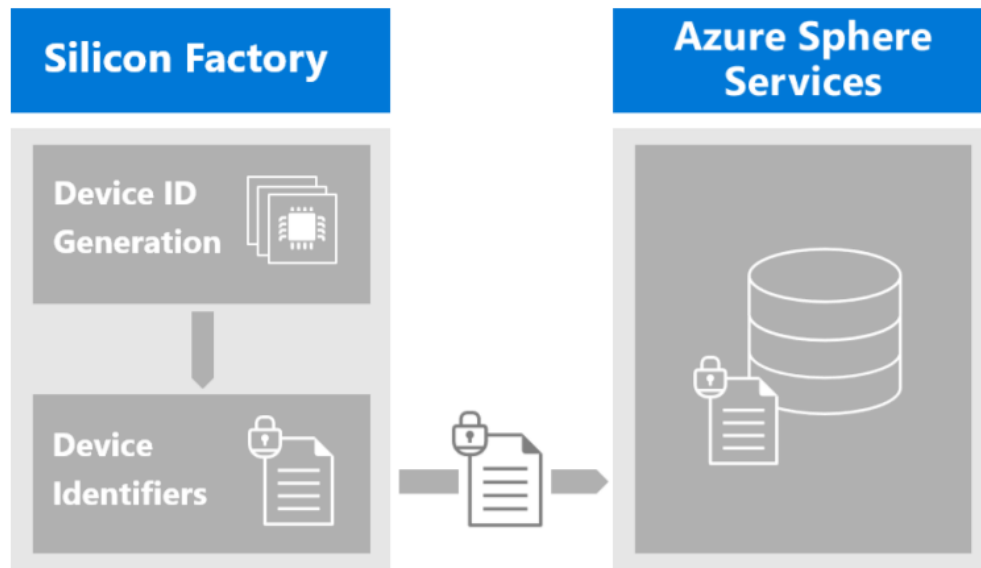 Silicon Factory
Azure Sphere
Services
Device ID
Generation
Device
Identifiers